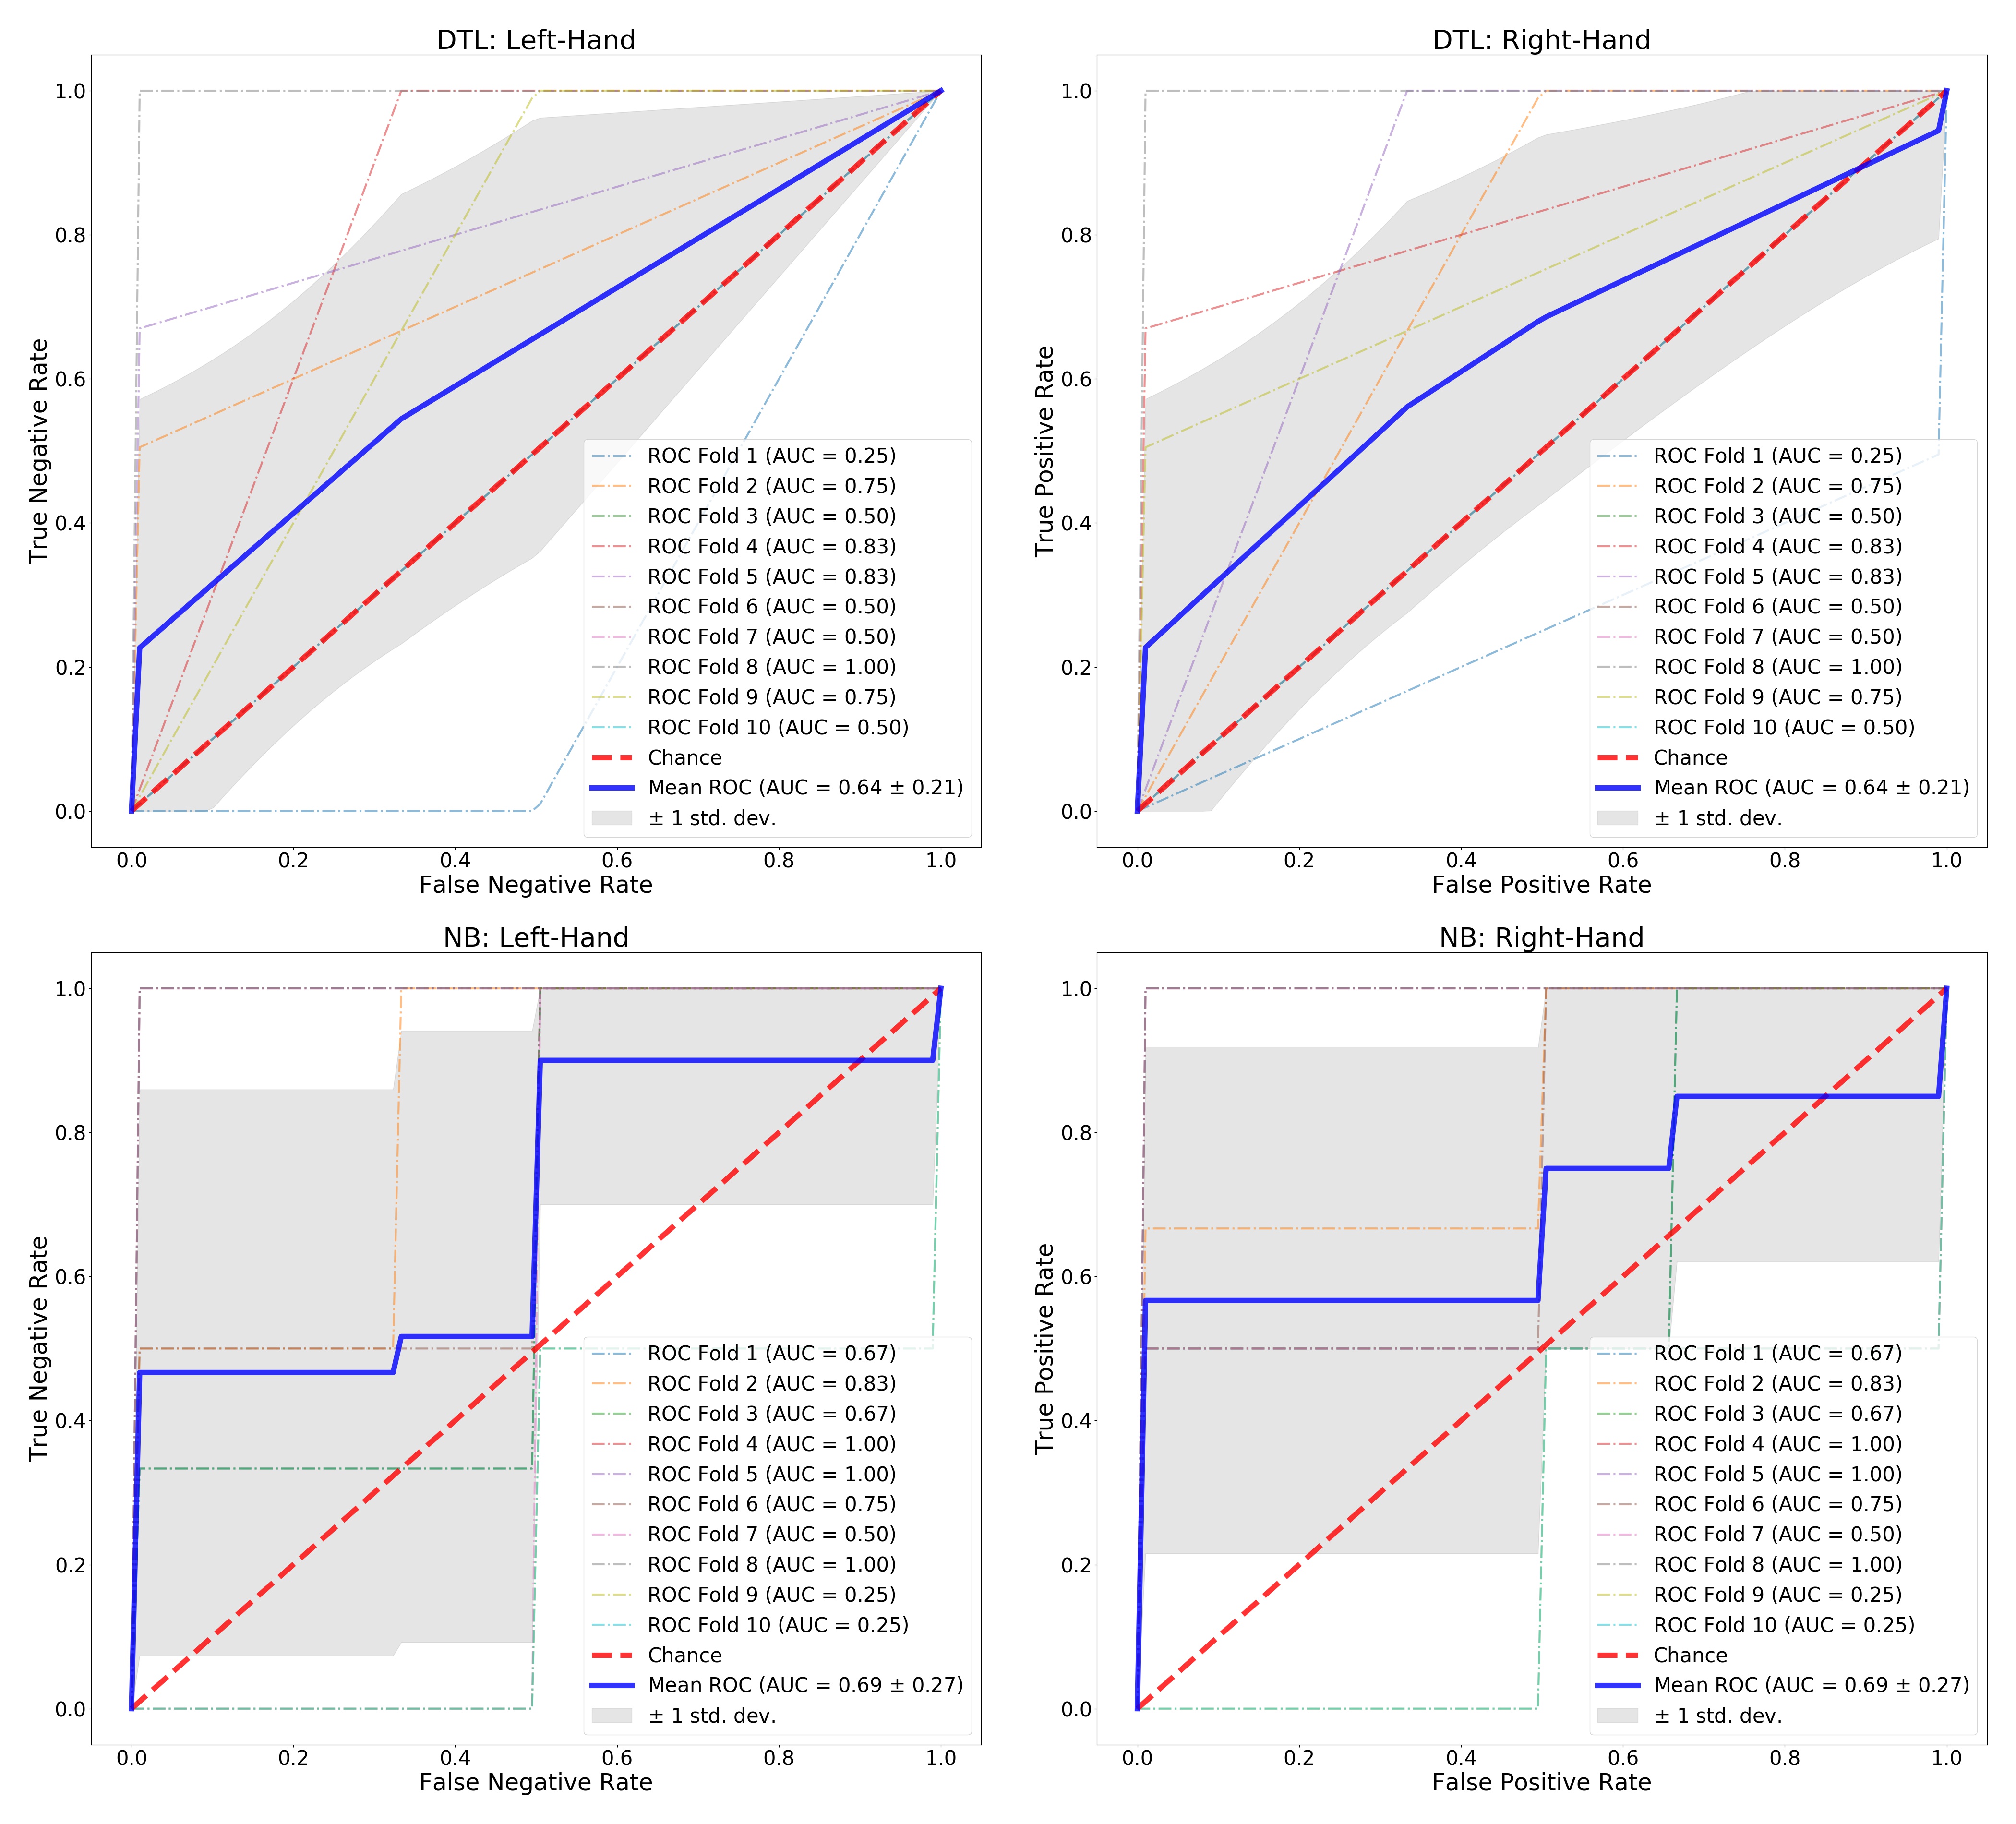 DTL: Left-Hand
True Negative Rate
1.0
0.8
0.6
0.4
0.2
0.0
ROC Fold 1 (AUC = 0.25)
ROC Fold 2 (AUC = 0.75)
ROC Fold 3 (AUC = 0.50)
ROC Fold 4 (AUC = 0.83)
ROC Fold 5 (AUC = 0.83)
ROC Fold 6 (AUC = 0.50)
ROC Fold 7 (AUC = 0.50)
ROC Fold 8 (AUC = 1.00)
ROC Fold 9 (AUC = 0.75)
ROC Fold 10 (AUC = 0.50)
Chance
Mean ROC (AUC = 0.64 ± 0.21)
± 1 std. dev.
0.0 0.2 0.4 0.6 0.8 1.0
False Negative Rate
DTL: Right-Hand
True Positive Rate
1.0
0.8
0.6
0.4
0.2
0.0
ROC Fold 1 (AUC = 0.25)
ROC Fold 2 (AUC = 0.75)
ROC Fold 3 (AUC = 0.50)
ROC Fold 4 (AUC = 0.83)
ROC Fold 5 (AUC = 0.83)
ROC Fold 6 (AUC = 0.50)
ROC Fold 7 (AUC = 0.50)
ROC Fold 8 (AUC = 1.00)
ROC Fold 9 (AUC = 0.75)
ROC Fold 10 (AUC = 0.50)
Chance
Mean ROC (AUC = 0.64 ± 0.21)
± 1 std. dev.
0.0 0.2 0.4 0.6 0.8 1.0
False Positive Rate
NB: Left-Hand
True Negative Rate
1.0
0.8
0.6
0.4
0.2
0.0
ROC Fold 1 (AUC = 0.67)
ROC Fold 2 (AUC = 0.83)
ROC Fold 3 (AUC = 0.67)
ROC Fold 4 (AUC = 1.00)
ROC Fold 5 (AUC = 1.00)
ROC Fold 6 (AUC = 0.75)
ROC Fold 7 (AUC = 0.50)
ROC Fold 8 (AUC = 1.00)
ROC Fold 9 (AUC = 0.25)
ROC Fold 10 (AUC = 0.25)
Chance
Mean ROC (AUC = 0.69 ± 0.27)
± 1 std. dev.
0.0 0.2 0.4 0.6 0.8 1.0
False Negative Rate
NB: Right-Hand
True Positive Rate
1.0
0.8
0.6
0.4
0.2
0.0
ROC Fold 1 (AUC = 0.67)
ROC Fold 2 (AUC = 0.83)
ROC Fold 3 (AUC = 0.67)
ROC Fold 4 (AUC = 1.00)
ROC Fold 5 (AUC = 1.00)
ROC Fold 6 (AUC = 0.75)
ROC Fold 7 (AUC = 0.50)
ROC Fold 8 (AUC = 1.00)
ROC Fold 9 (AUC = 0.25)
ROC Fold 10 (AUC = 0.25)
Chance
Mean ROC (AUC = 0.69 ± 0.27)
± 1 std. dev.
0.0 0.2 0.4 0.6 0.8 1.0
False Positive Rate